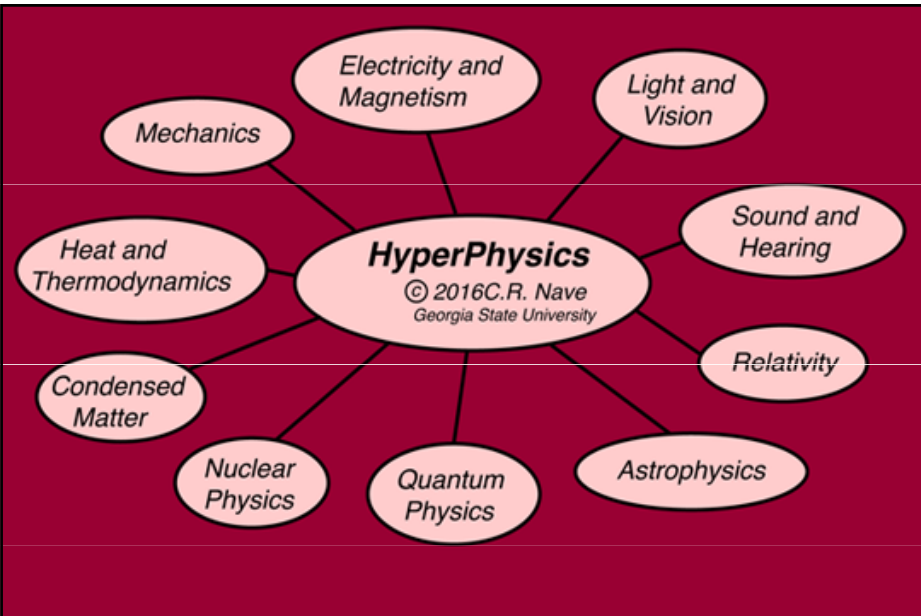 Electricity and
Magnetism
Light and
Vision
Mechanics
Sound and
Hearing
Heat and
Thermodynamics
HyperPhysics
© 2016C.R. Nave
Georgia State University
Relativity
Condensed
Matter
Nuclear
Physics
Quantum
Physics
Astrophysics